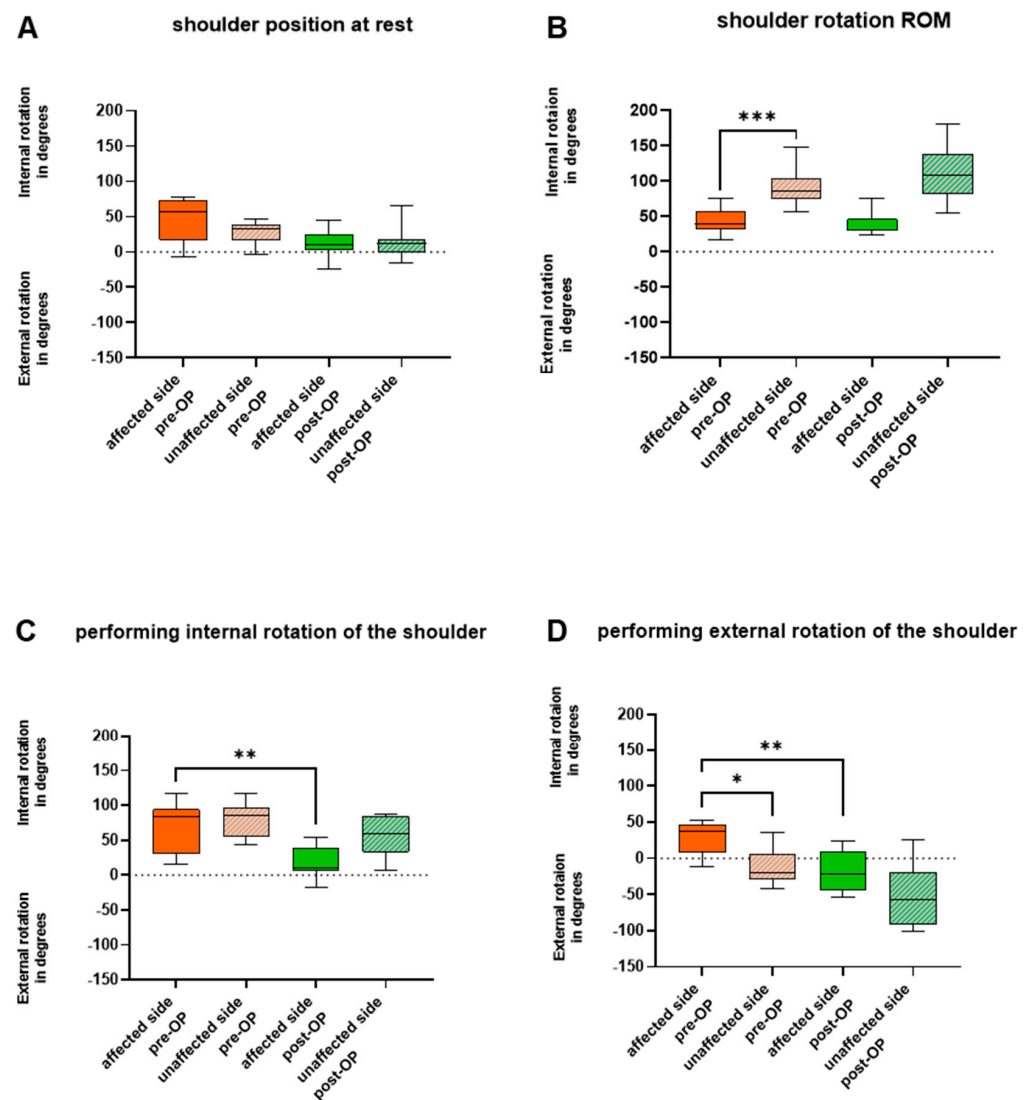 A
shoulder position at rest
Internal rotation
in degrees
External rotation
in degrees
200
150
100
50
0
-50
-100
-150
affected side
pre-OP
unaffected side
pre-OP
affected side
post-OP
unaffected side
post-OP
B
shoulder rotation ROM
Internal rotaion
in degrees
External rotation
in degrees
200
150
100
50
0
-50
-100
-150
***
affected side
pre-OP
unaffected side
pre-OP
affected side
post-OP
unaffected side
post-OP
C
performing internal rotation of the shoulder
Internal rotation
in degrees
External rotation
in degrees
200
150
100
50
0
-50
-100
-150
**
affected side
pre-OP
unaffected side
pre-OP
affected side
post-OP
unaffected side
post-OP
D
performing external rotation of the shoulder
Internal rotaion
in degrees
External rotation
in degrees
200
150
100
50
0
-50
-100
-150
**
*
affected side
pre-OP
unaffected side
pre-OP
affected side
post-OP
unaffected side
post-OP